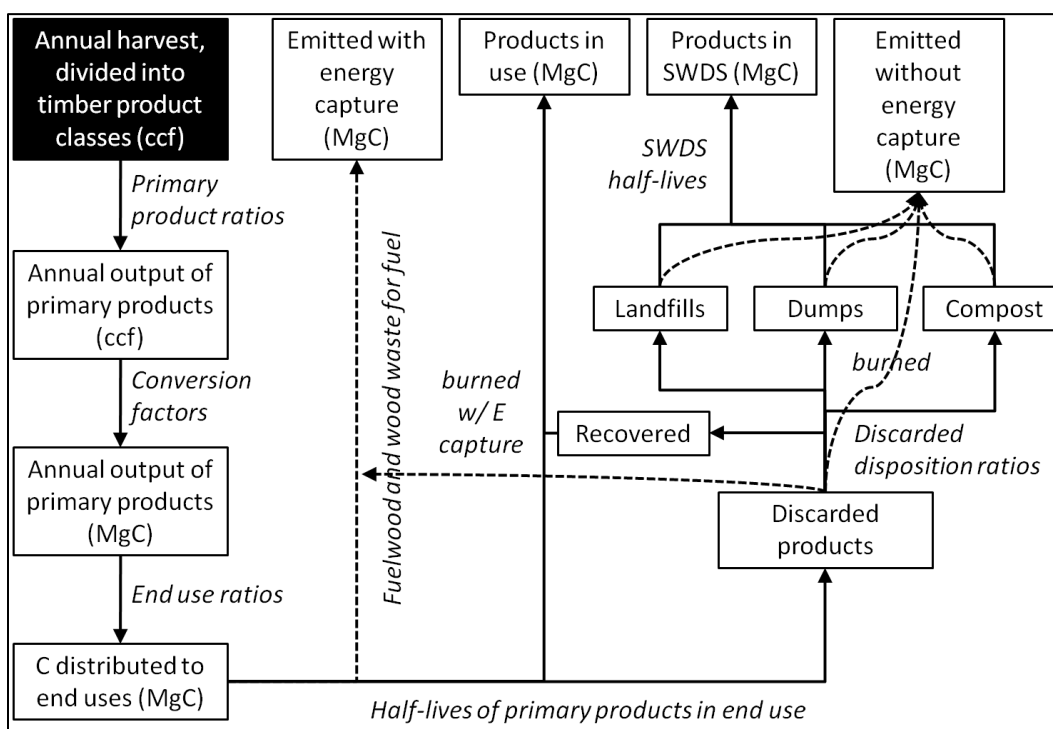 Annual harvest,
divided into
timber product
classes (ccf)
Emitted with
energy
capture
(MgC)
Products in
use (MgC)
Products in
SWDS (MgC)
Emitted
without
energy
capture
(MgC)
Primary
product ratios
SWDS
half-lives
Annual output of
primary products
(ccf)
Landfills
Dumps
Compost
Conversion
factors
Fuelwood and wood waste for fuel
burned
w/ E
capture
burned
Recovered
Discarded
disposition ratios
Annual output of
primary products
(MgC)
Discarded
products
End use ratios
C distributed to
end uses (MgC)
Half-lives of primary products in end use